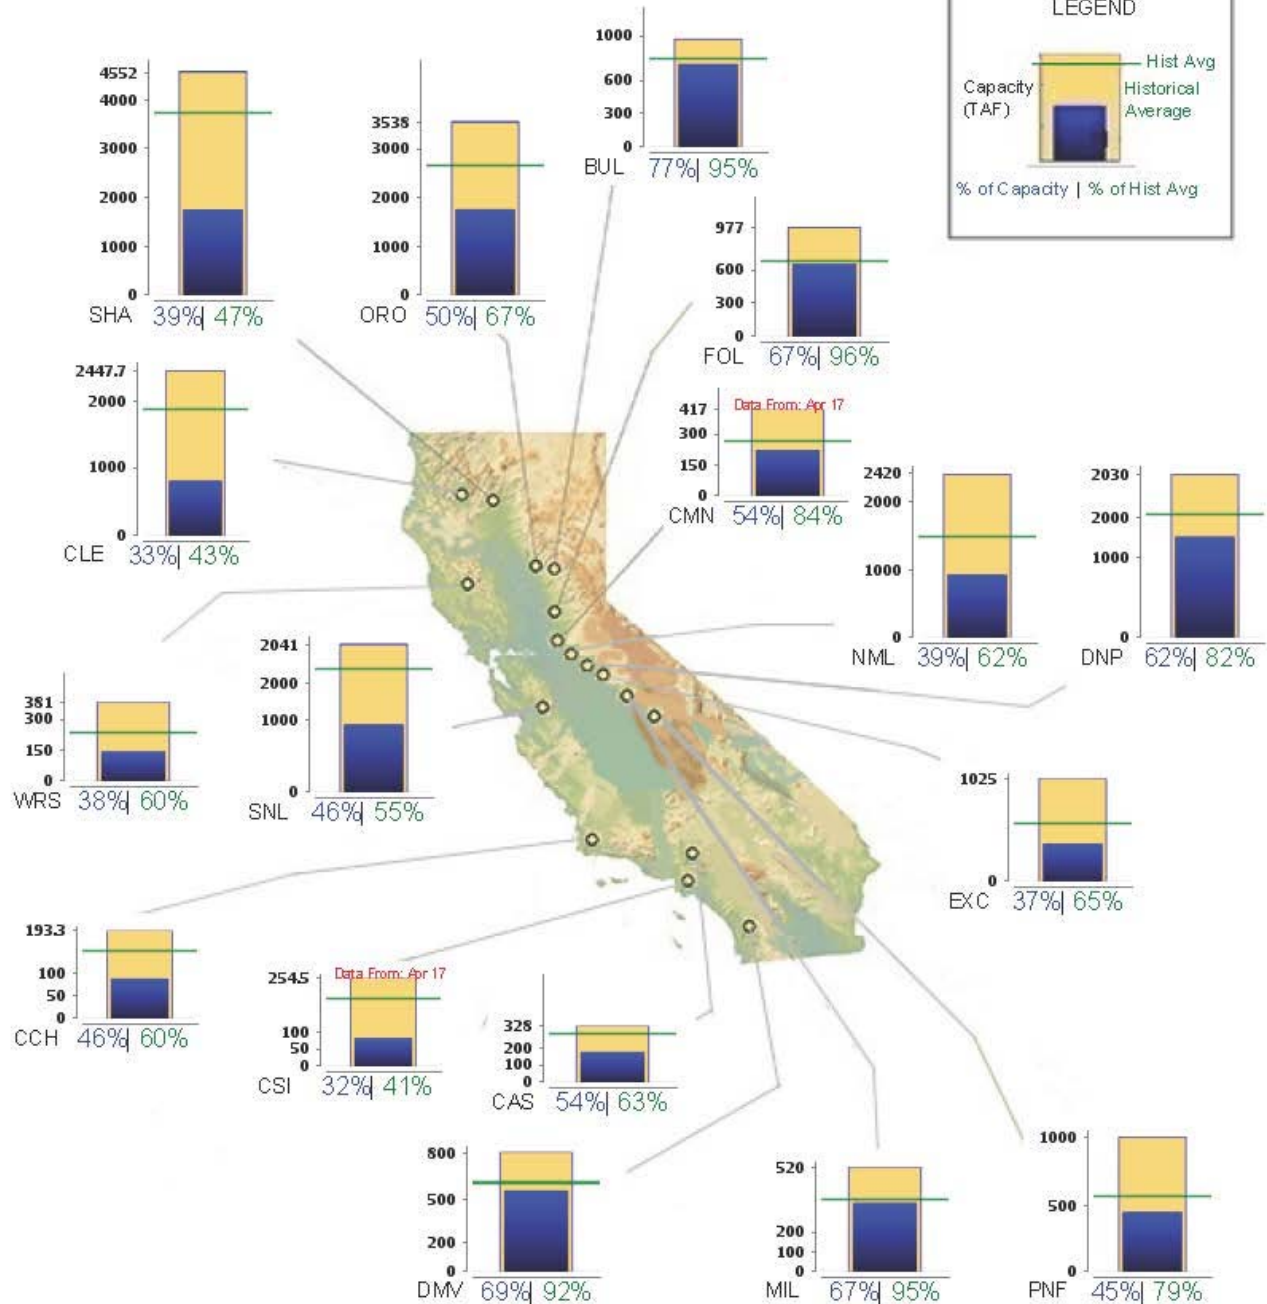 LEGEND
Hist Avg
Capacity
(TAF)
Historical
Average
% of Capacity | % of Hist Avg
4552
4000
3000
2000
1000
0
SHA 39%| 47%
3538
3000
2000
1000
0
ORO 50%| 67%
1000
600
300
0
BUL 77%| 95%
977
600
300
0
FOL 67%| 96%
2447.7
2000
1000
0
CLE 33%| 43%
Data From: Apr 17
417
300
150
0
CMN 54%| 84%
2420
2000
1000
0
NML 39%| 62%
2030
2000
1000
0
DNP 62%| 82%
381
300
150
0
WRS 38%| 60%
2041
2000
1000
0
SNL 46%| 55%
1025
0
EXC 37%| 65%
193.3
100
50
0
CCH 46%| 60%
Data From: Apr 17
254.5
100
50
0
CSI 32%| 41%
328
200
100
0
CAS 54%| 63%
800
500
200
0
DMV 69%| 92%
520
200
100
0
MIL 67%| 95%
1000
500
0
PNF 45%| 79%